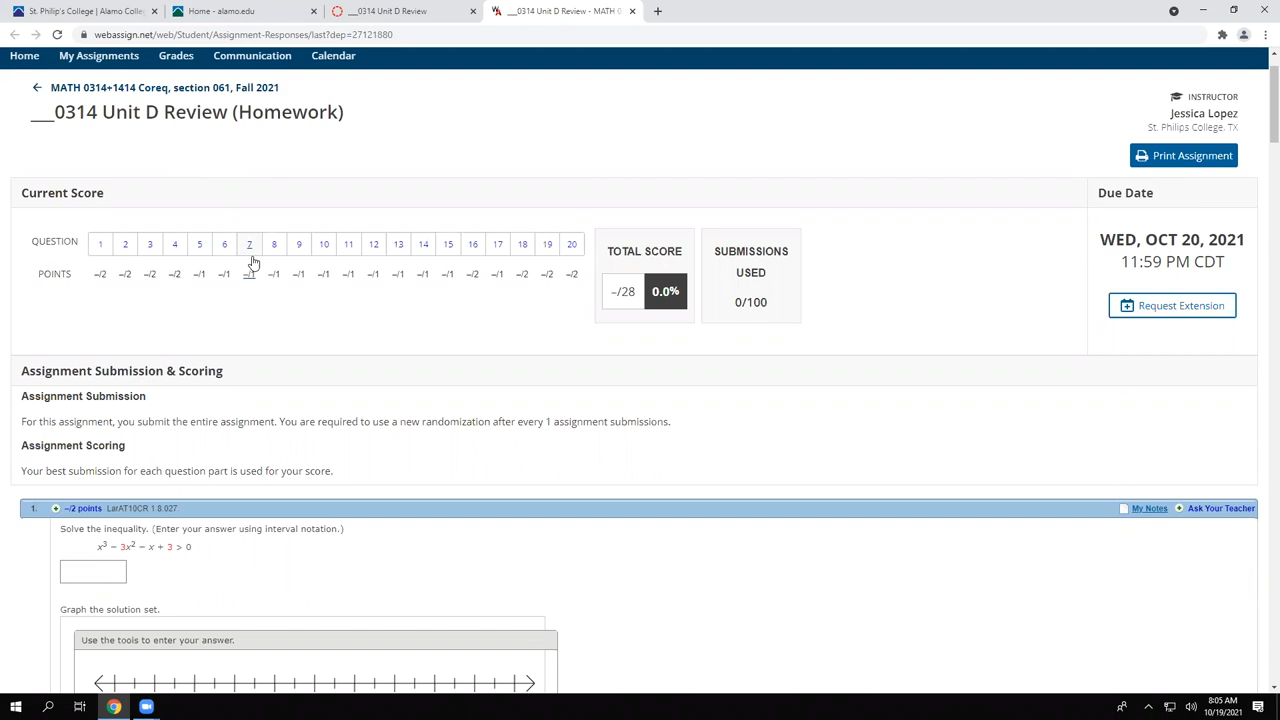 St. Philip's College | Alamo Colle
Home - alamo.edu
___0314 Unit D Review
___0314 Unit D Review - MATH 0
webassign.net/web/Student/Assignment-Responses/last?dep=27121880
Home My Assignments Grades Communication Calendar
MATH 0314+1414 Coreq, section 061, Fall 2021
___0314 Unit D Review (Homework)
INSTRUCTOR
Jessica Lopez
St. Philips College, TX
Print Assignment
Current Score
Due Date
QUESTION 1 2 3 4 5 6 7 8 9 10 11 12 13 14 15 16 17 18 19 20
POINTS –/2 –/2 –/2 –/2 –/1 –/1 –/1 –/1 –/1 –/1 –/1 –/1 –/1 –/1 –/1 –/2 –/1 –/2 –/2 –/2
TOTAL SCORE
–/28 0.0%
SUBMISSIONS
USED
0/100
WED, OCT 20, 2021
11:59 PM CDT
Request Extension
Assignment Submission & Scoring
Assignment Submission
For this assignment, you submit the entire assignment. You are required to use a new randomization after every 1 assignment submissions.
Assignment Scoring
Your best submission for each question part is used for your score.
1. –/2 points LarAT10CR 1.8.027. My Notes Ask Your Teacher
Solve the inequality. (Enter your answer using interval notation.)
x³ − 3x² − x + 3 > 0
Graph the solution set.
Use the tools to enter your answer.
8:05 AM
10/19/2021